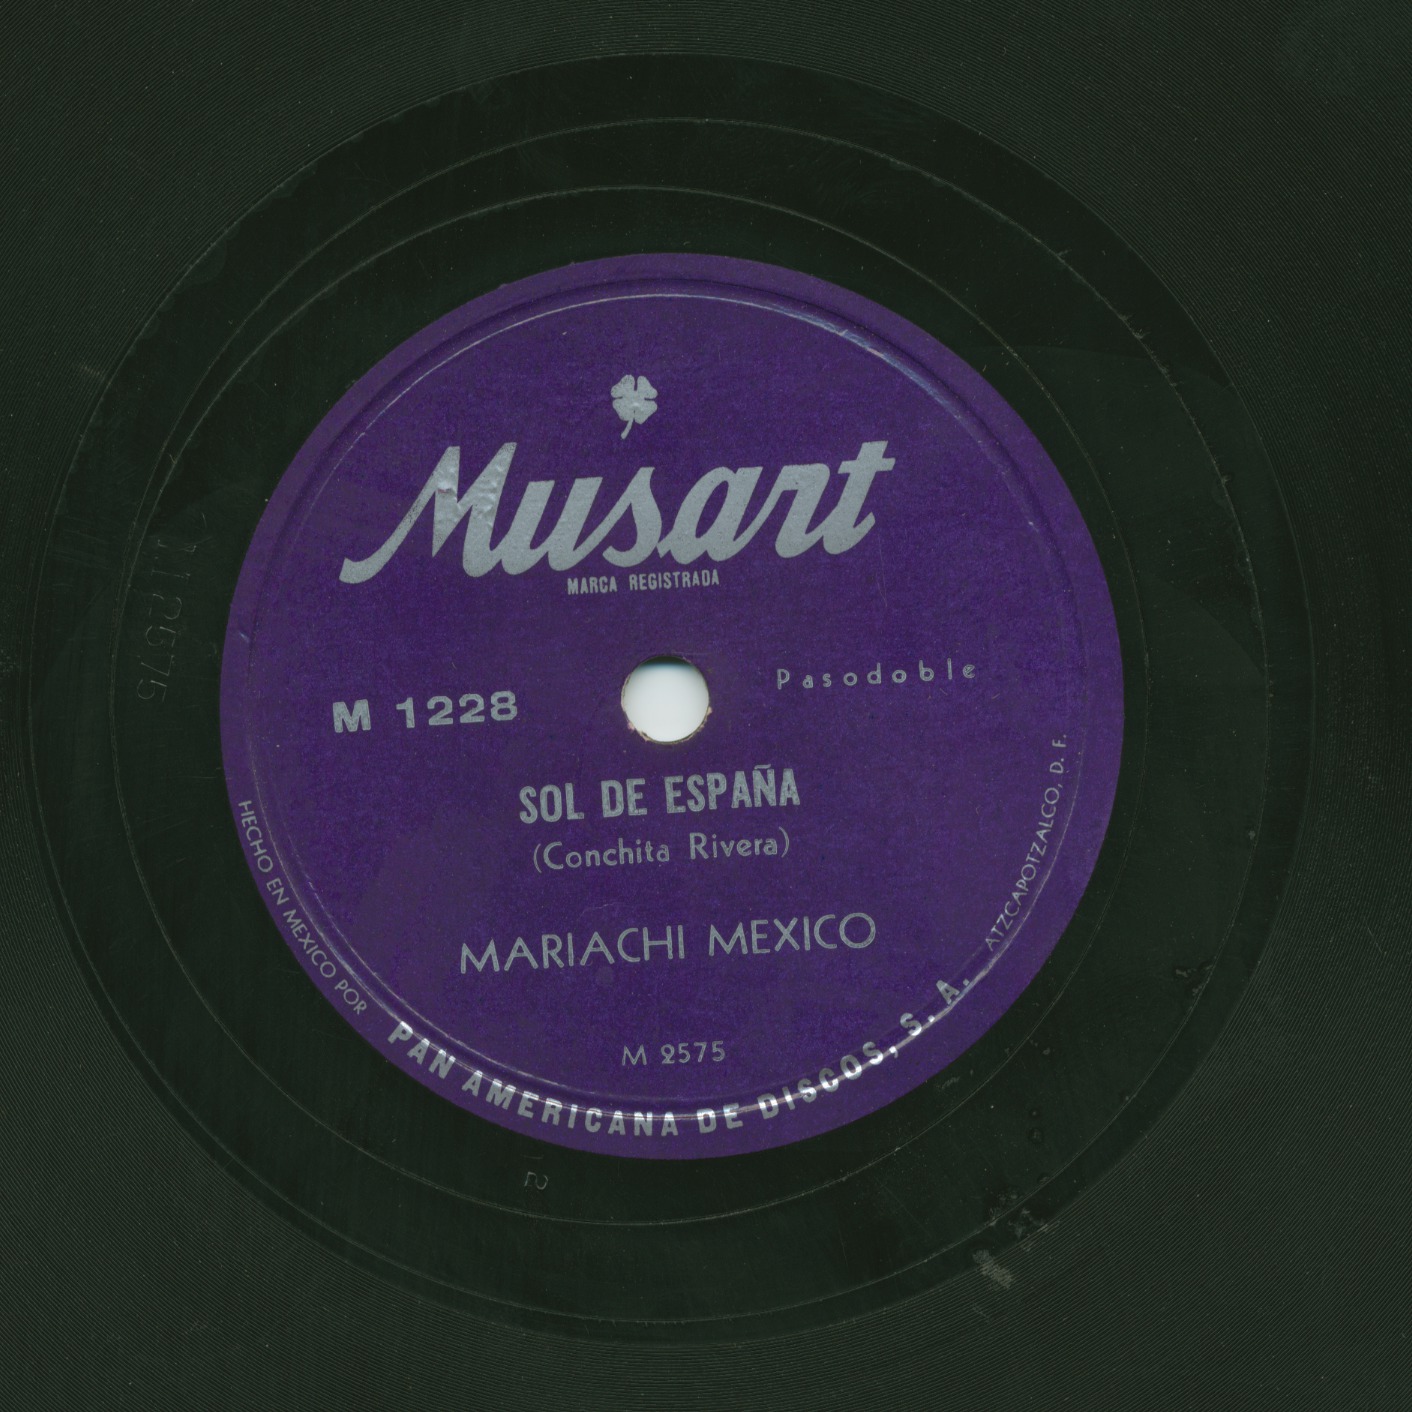 Musart
MARCA REGISTRADA
Pasodoble
M 1228
SOL DE ESPAÑA
(Conchita Rivera)
MARIACHI MEXICO
M 2575
HECHO EN MEXICO POR PAN AMERICANA DE DISCOS, S. A. ATZCAPOTZALCO, D. F.